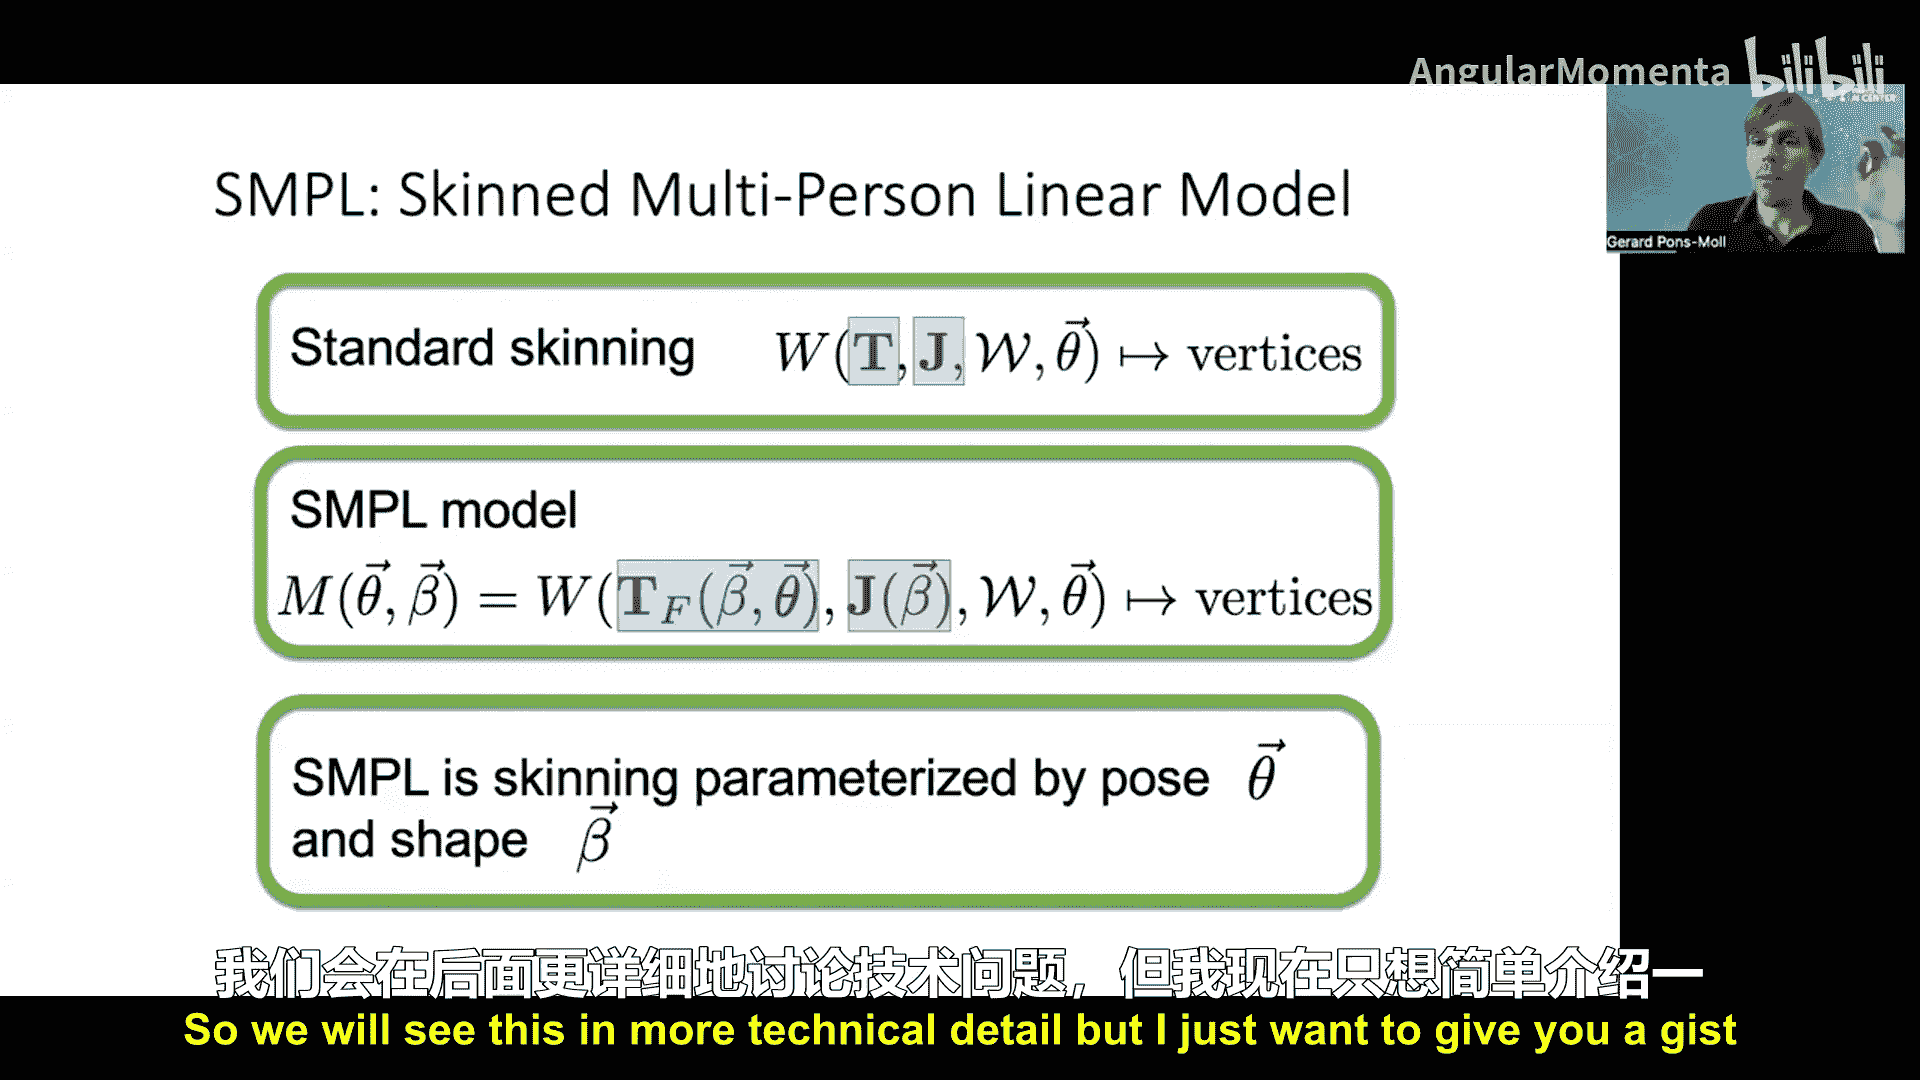 AngularMomenta bilibili
AI CENTER
Gerard Pons-Moll
SMPL: Skinned Multi-Person Linear Model
Standard skinning W(T, J, 𝒲, θ⃗) ↦ vertices
SMPL model
M(θ⃗, β⃗) = W(T_F(β⃗, θ⃗), J(β⃗), 𝒲, θ⃗) ↦ vertices
SMPL is skinning parameterized by pose θ⃗
and shape β⃗
我们会在后面更详细地讨论技术问题，但我现在只想简单介绍一
So we will see this in more technical detail but I just want to give you a gist